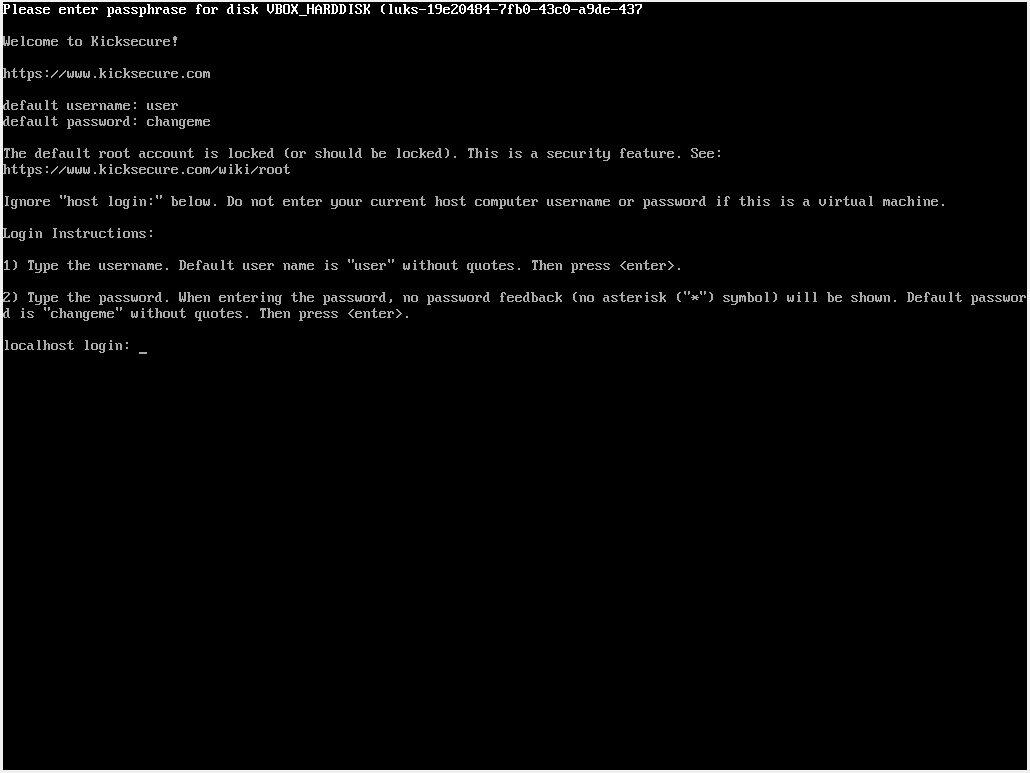 Please enter passphrase for disk VBOX_HARDDISK (luks-19e20484-7fb0-43c0-a9de-437
Welcome to Kicksecure!
https://www.kicksecure.com
default username: user
default password: changeme
The default root account is locked (or should be locked). This is a security feature. See:
https://www.kicksecure.com/wiki/root
Ignore "host login:" below. Do not enter your current host computer username or password if this is a virtual machine.
Login Instructions:
1) Type the username. Default user name is "user" without quotes. Then press <enter>.
2) Type the password. When entering the password, no password feedback (no asterisk ("*") symbol) will be shown. Default passwor
d is "changeme" without quotes. Then press <enter>.
localhost login: _